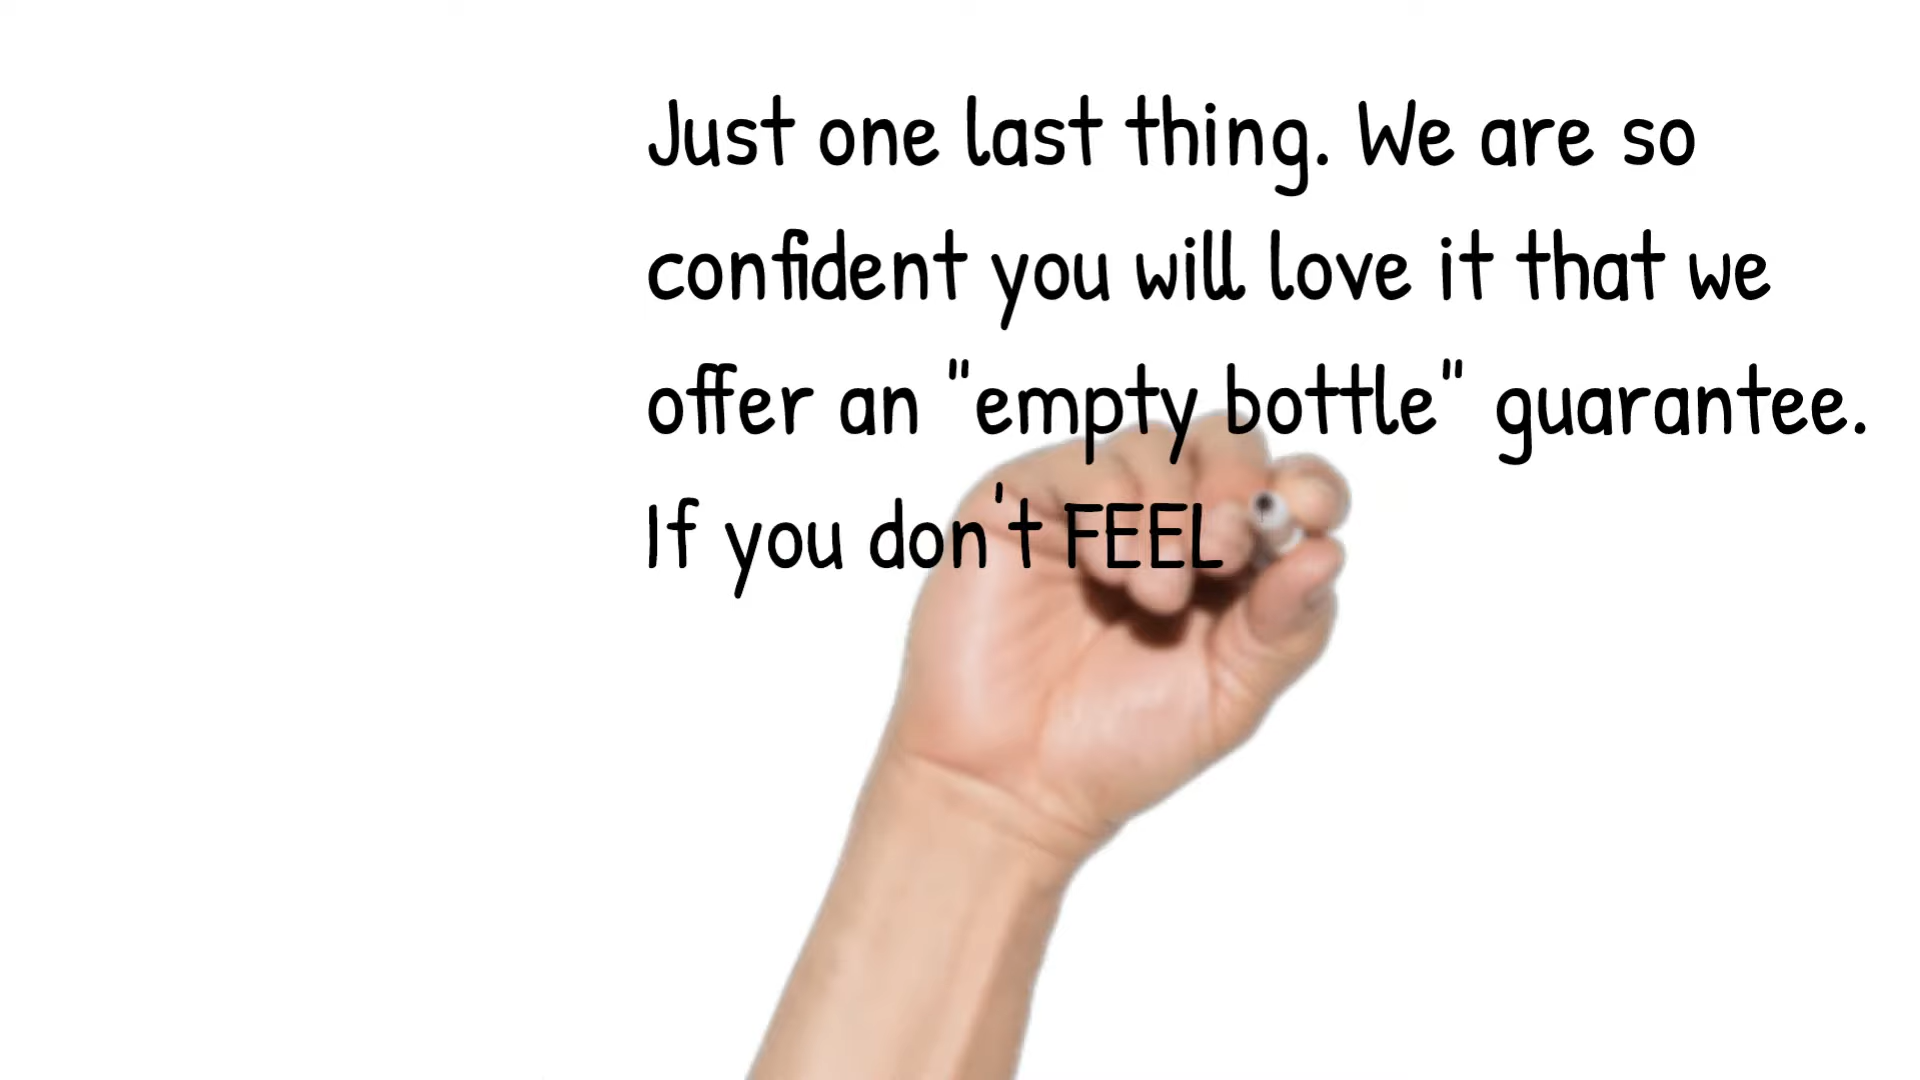 Just one last thing. We are so
confident you will love it that we
offer an "empty bottle" guarantee.
If you don't FEEL